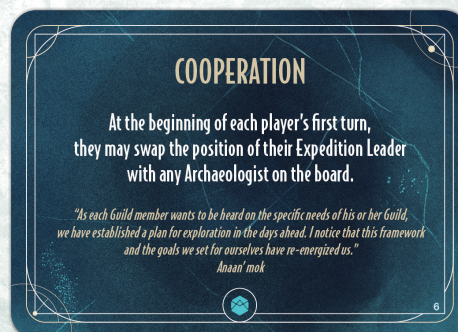 COOPERATION
At the beginning of each player's first turn,
they may swap the position of their Expedition Leader
with any Archaeologist on the board.
"As each Guild member wants to be heard on the specific needs of his or her Guild,
we have established a plan for exploration in the days ahead. I notice that this framework
and the goals we set for ourselves have re-energized us."
Anaan' mok
6